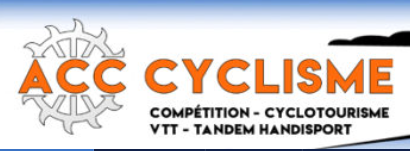 ACC CYCLISME
COMPÉTITION - CYCLOTOURISME
VTT - TANDEM HANDISPORT